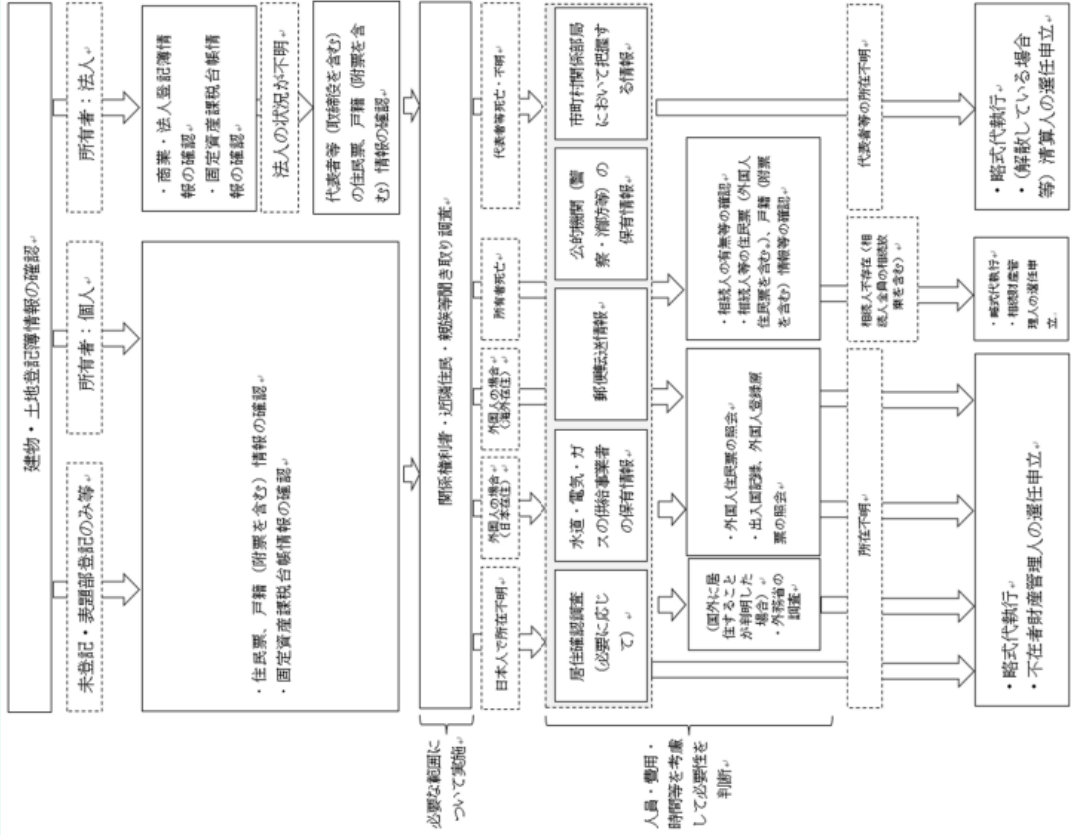 建物・土地登記簿情報の確認
未登記・表題部登記のみ等
所有者：個人
所有者：法人
・住民票、戸籍（附票を含む）情報の確認
・固定資産課税台帳情報の確認
・商業・法人登記簿情
報の確認
・固定資産課税台帳情
報の確認
法人の状況が不明
代表者等（取締役を含む）
の住民票、戸籍（附票を含
む）情報の確認
必要な範囲に
ついて実施
関係権利者・近隣住民・親族等聞き取り調査
日本人で所在不明
外国人の場合
（日本在住）
外国人の場合
（海外在住）
所有者死亡
代表者等死亡・不明
人員・費用・
時間等を考慮
して必要性を
判断
居住確認調査
（必要に応じ
て）
水道・電気・ガ
スの供給事業者
の保有情報
郵便転送情報
公的機関（警
察・消防等）の
保有情報
市町村関係部局
において把握す
る情報
（国外に居
住すること
が判明した
場合）
・外務省の
調査
・外国人住民票の照会
・出入国記録、外国人登録原
票の照会
・相続人の有無等の確認
・相続人等の住民票（外国人
住民票を含む。）、戸籍（附票
を含む）情報等の確認
所在不明
相続人不存在（相
続人全員の相続放
棄を含む）
代表者等の所在不明
・略式代執行
・不在者財産管理人の選任申立
・略式代執行
・相続財産管
理人の選任申
立
・略式代執行
・（解散している場合
等）清算人の選任申立